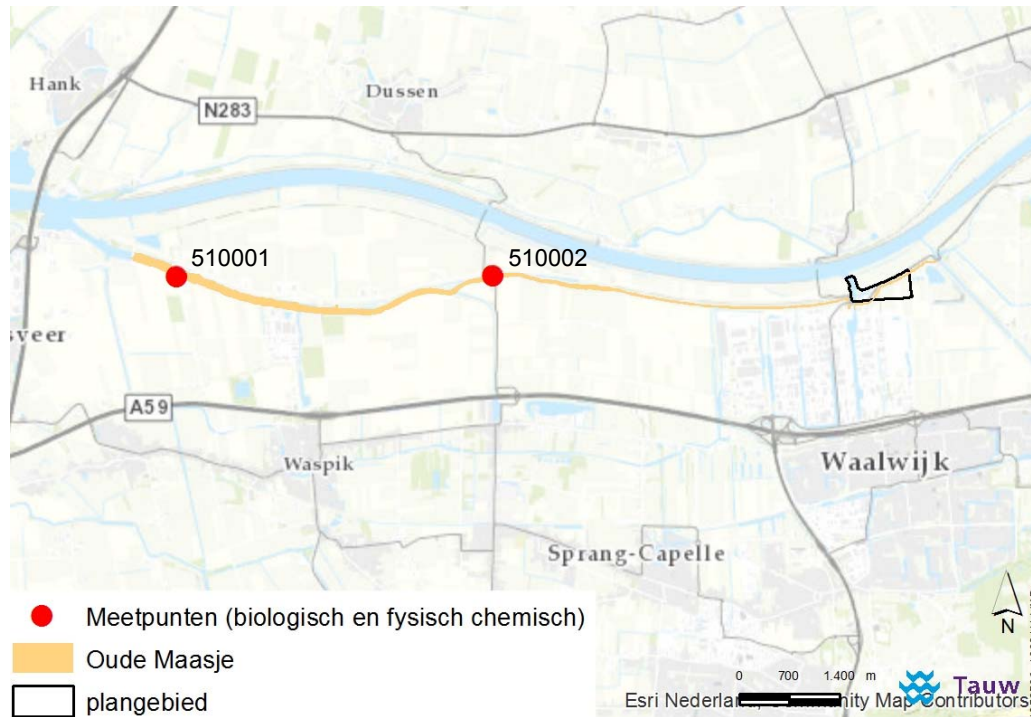 Hank
Dussen
N283
510001
510002
sveer
A59
Waspik
Waalwijk
Sprang-Capelle
Meetpunten (biologisch en fysisch chemisch)
Oude Maasje
plangebied
N
0 700 1.400 m
Tauw
Esri Nederland, Community Map Contributors